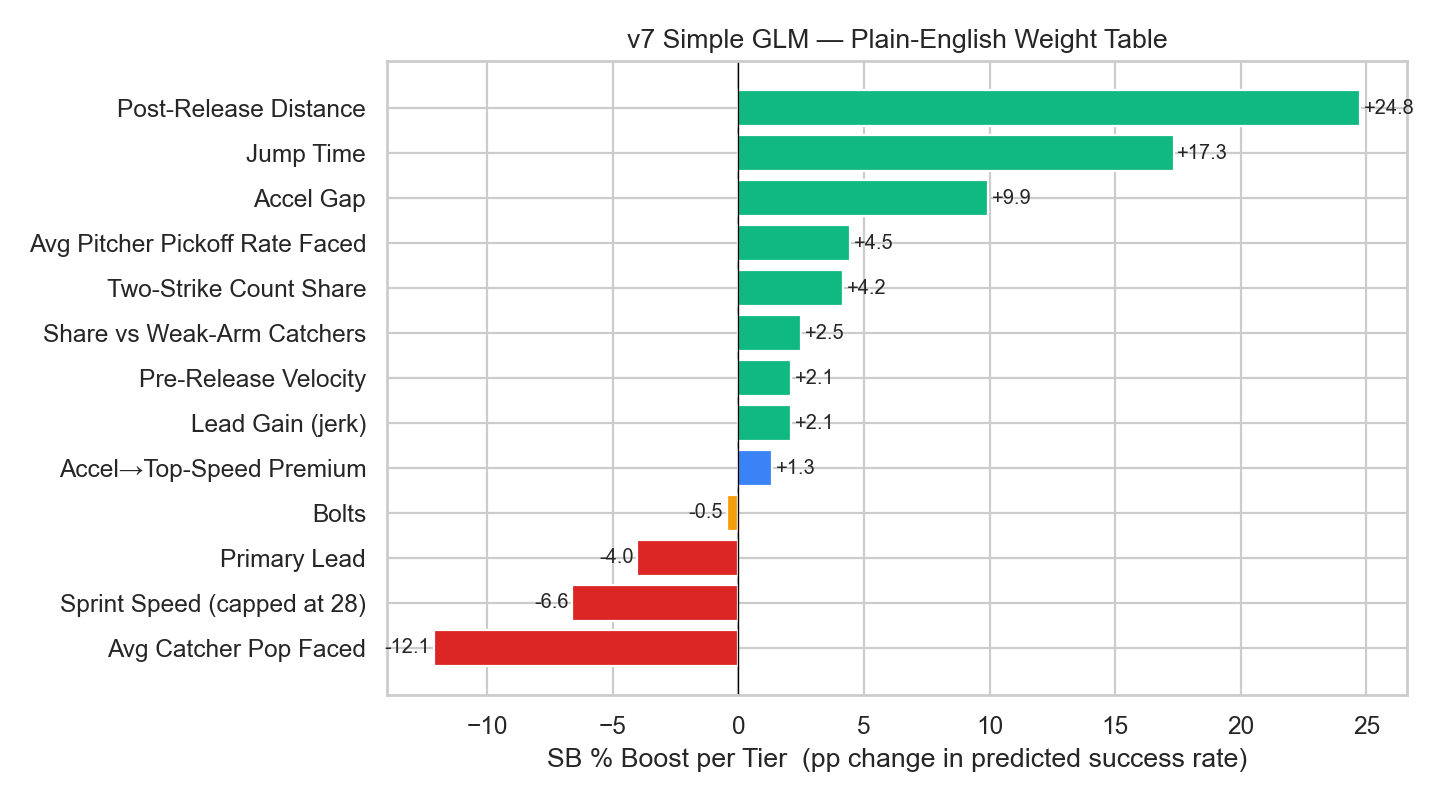 v7 Simple GLM — Plain-English Weight Table
Post-Release Distance
+24.8
Jump Time
+17.3
Accel Gap
+9.9
Avg Pitcher Pickoff Rate Faced
+4.5
Two-Strike Count Share
+4.2
Share vs Weak-Arm Catchers
+2.5
Pre-Release Velocity
+2.1
Lead Gain (jerk)
+2.1
Accel→Top-Speed Premium
+1.3
Bolts
-0.5
Primary Lead
-4.0
Sprint Speed (capped at 28)
-6.6
Avg Catcher Pop Faced
-12.1
−10 −5 0 5 10 15 20 25
SB % Boost per Tier (pp change in predicted success rate)